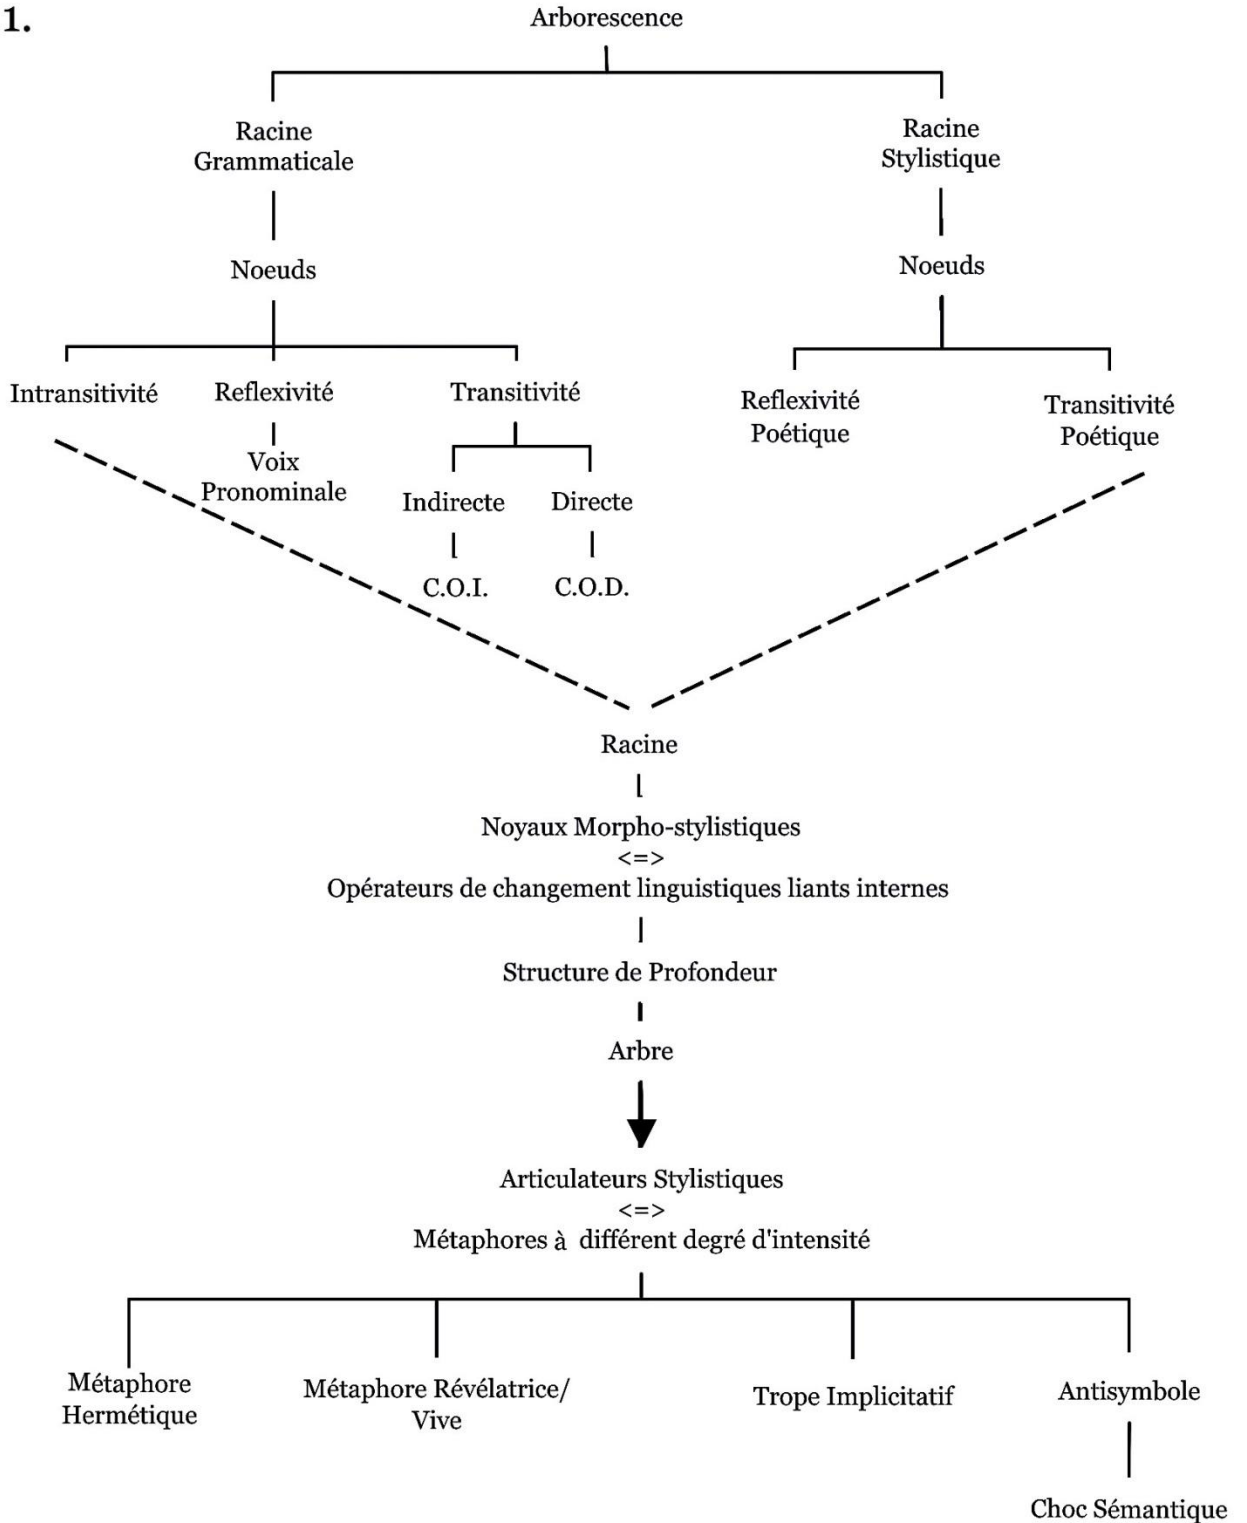 1.
Arborescence
Racine
Grammaticale
Racine
Stylistique
Noeuds
Noeuds
Intransitivité
Reflexivité
Transitivité
Reflexivité
Poétique
Transitivité
Poétique
Voix
Pronominale
Indirecte
Directe
C.O.I.
C.O.D.
Racine
Noyaux Morpho-stylistiques
<=>
Opérateurs de changement linguistiques liants internes
Structure de Profondeur
Arbre
Articulateurs Stylistiques
<=>
Métaphores à différent degré d'intensité
Métaphore
Hermétique
Métaphore Révélatrice/
Vive
Trope Implicitatif
Antisymbole
Choc Sémantique